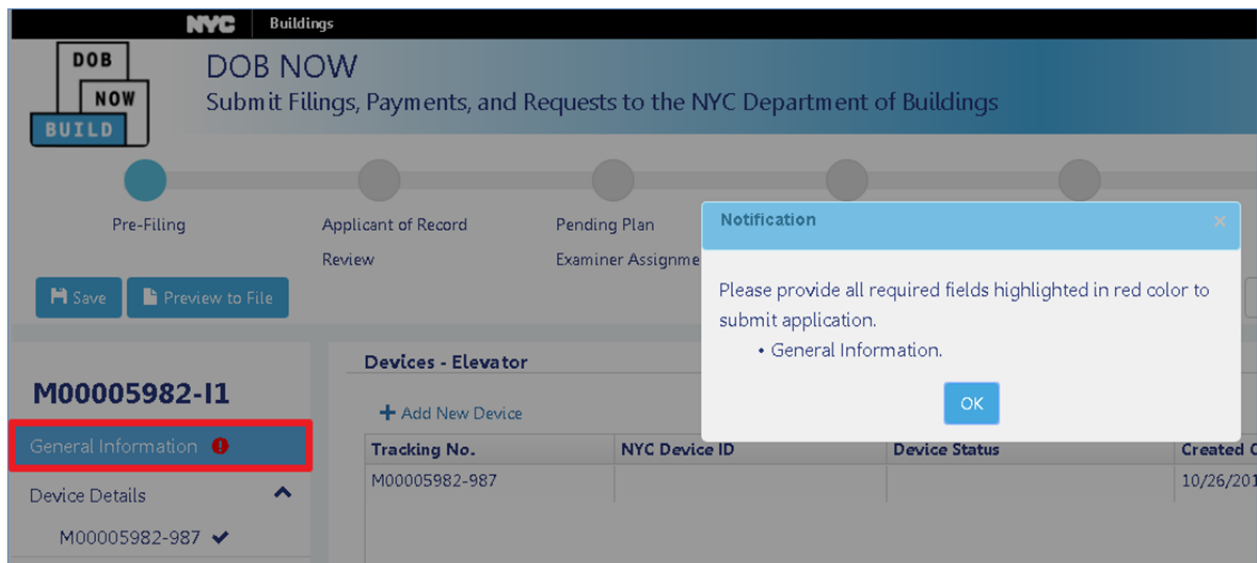 NYC Buildings
DOB
NOW
BUILD
DOB NOW
Submit Filings, Payments, and Requests to the NYC Department of Buildings
Pre-Filing
Applicant of Record
Review
Pending Plan
Examiner Assignme
Notification ×
Please provide all required fields highlighted in red color to
submit application.
• General Information.
OK
Save Preview to File
M00005982-I1
General Information
Device Details
M00005982-987
Devices - Elevator
+ Add New Device
Tracking No. NYC Device ID Device Status Created
M00005982-987 10/26/201